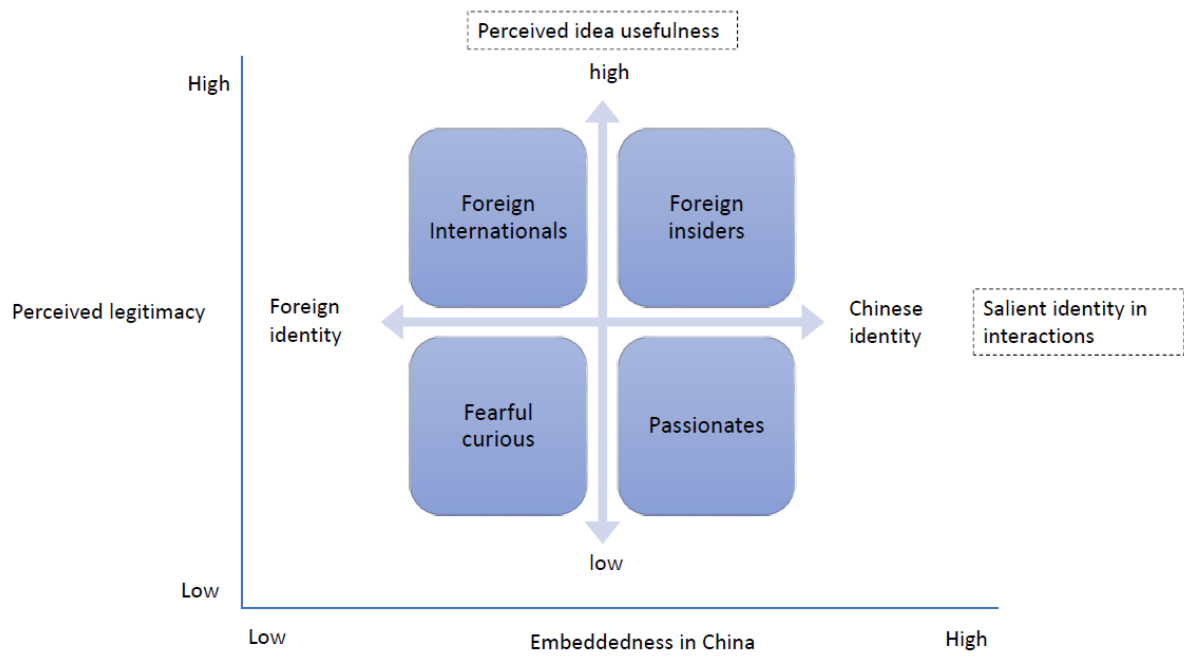 Perceived idea usefulness
high
High
Foreign
Internationals
Foreign
insiders
Perceived legitimacy
Foreign
identity
Chinese
identity
Salient identity in
interactions
Fearful
curious
Passionates
low
Low
Low
Embeddedness in China
High